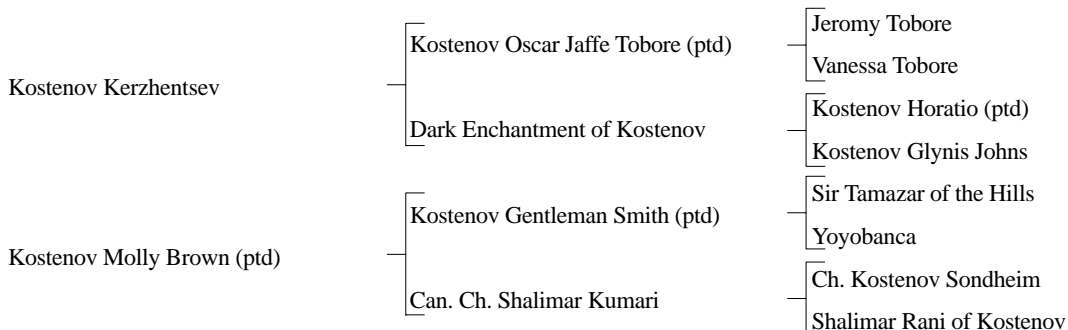 Jeromy Tobore
Kostenov Oscar Jaffe Tobore (ptd)
Vanessa Tobore
Kostenov Kerzhentsev
Kostenov Horatio (ptd)
Dark Enchantment of Kostenov
Kostenov Glynis Johns
Sir Tamazar of the Hills
Kostenov Gentleman Smith (ptd)
Yoyobanca
Kostenov Molly Brown (ptd)
Ch. Kostenov Sondheim
Can. Ch. Shalimar Kumari
Shalimar Rani of Kostenov